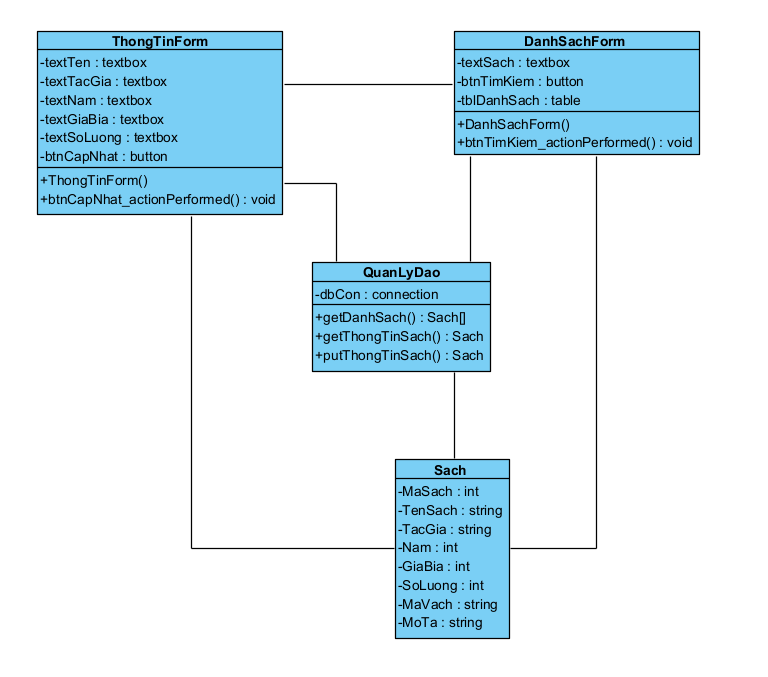 ThongTinForm
-textTen : textbox
-textTacGia : textbox
-textNam : textbox
-textGiaBia : textbox
-textSoLuong : textbox
-btnCapNhat : button
+ThongTinForm()
+btnCapNhat_actionPerformed() : void
DanhSachForm
-textSach : textbox
-btnTimKiem : button
-tblDanhSach : table
+DanhSachForm()
+btnTimKiem_actionPerformed() : void
QuanLyDao
-dbCon : connection
+getDanhSach() : Sach[]
+getThongTinSach() : Sach
+putThongTinSach() : Sach
Sach
-MaSach : int
-TenSach : string
-TacGia : string
-Nam : int
-GiaBia : int
-SoLuong : int
-MaVach : string
-MoTa : string